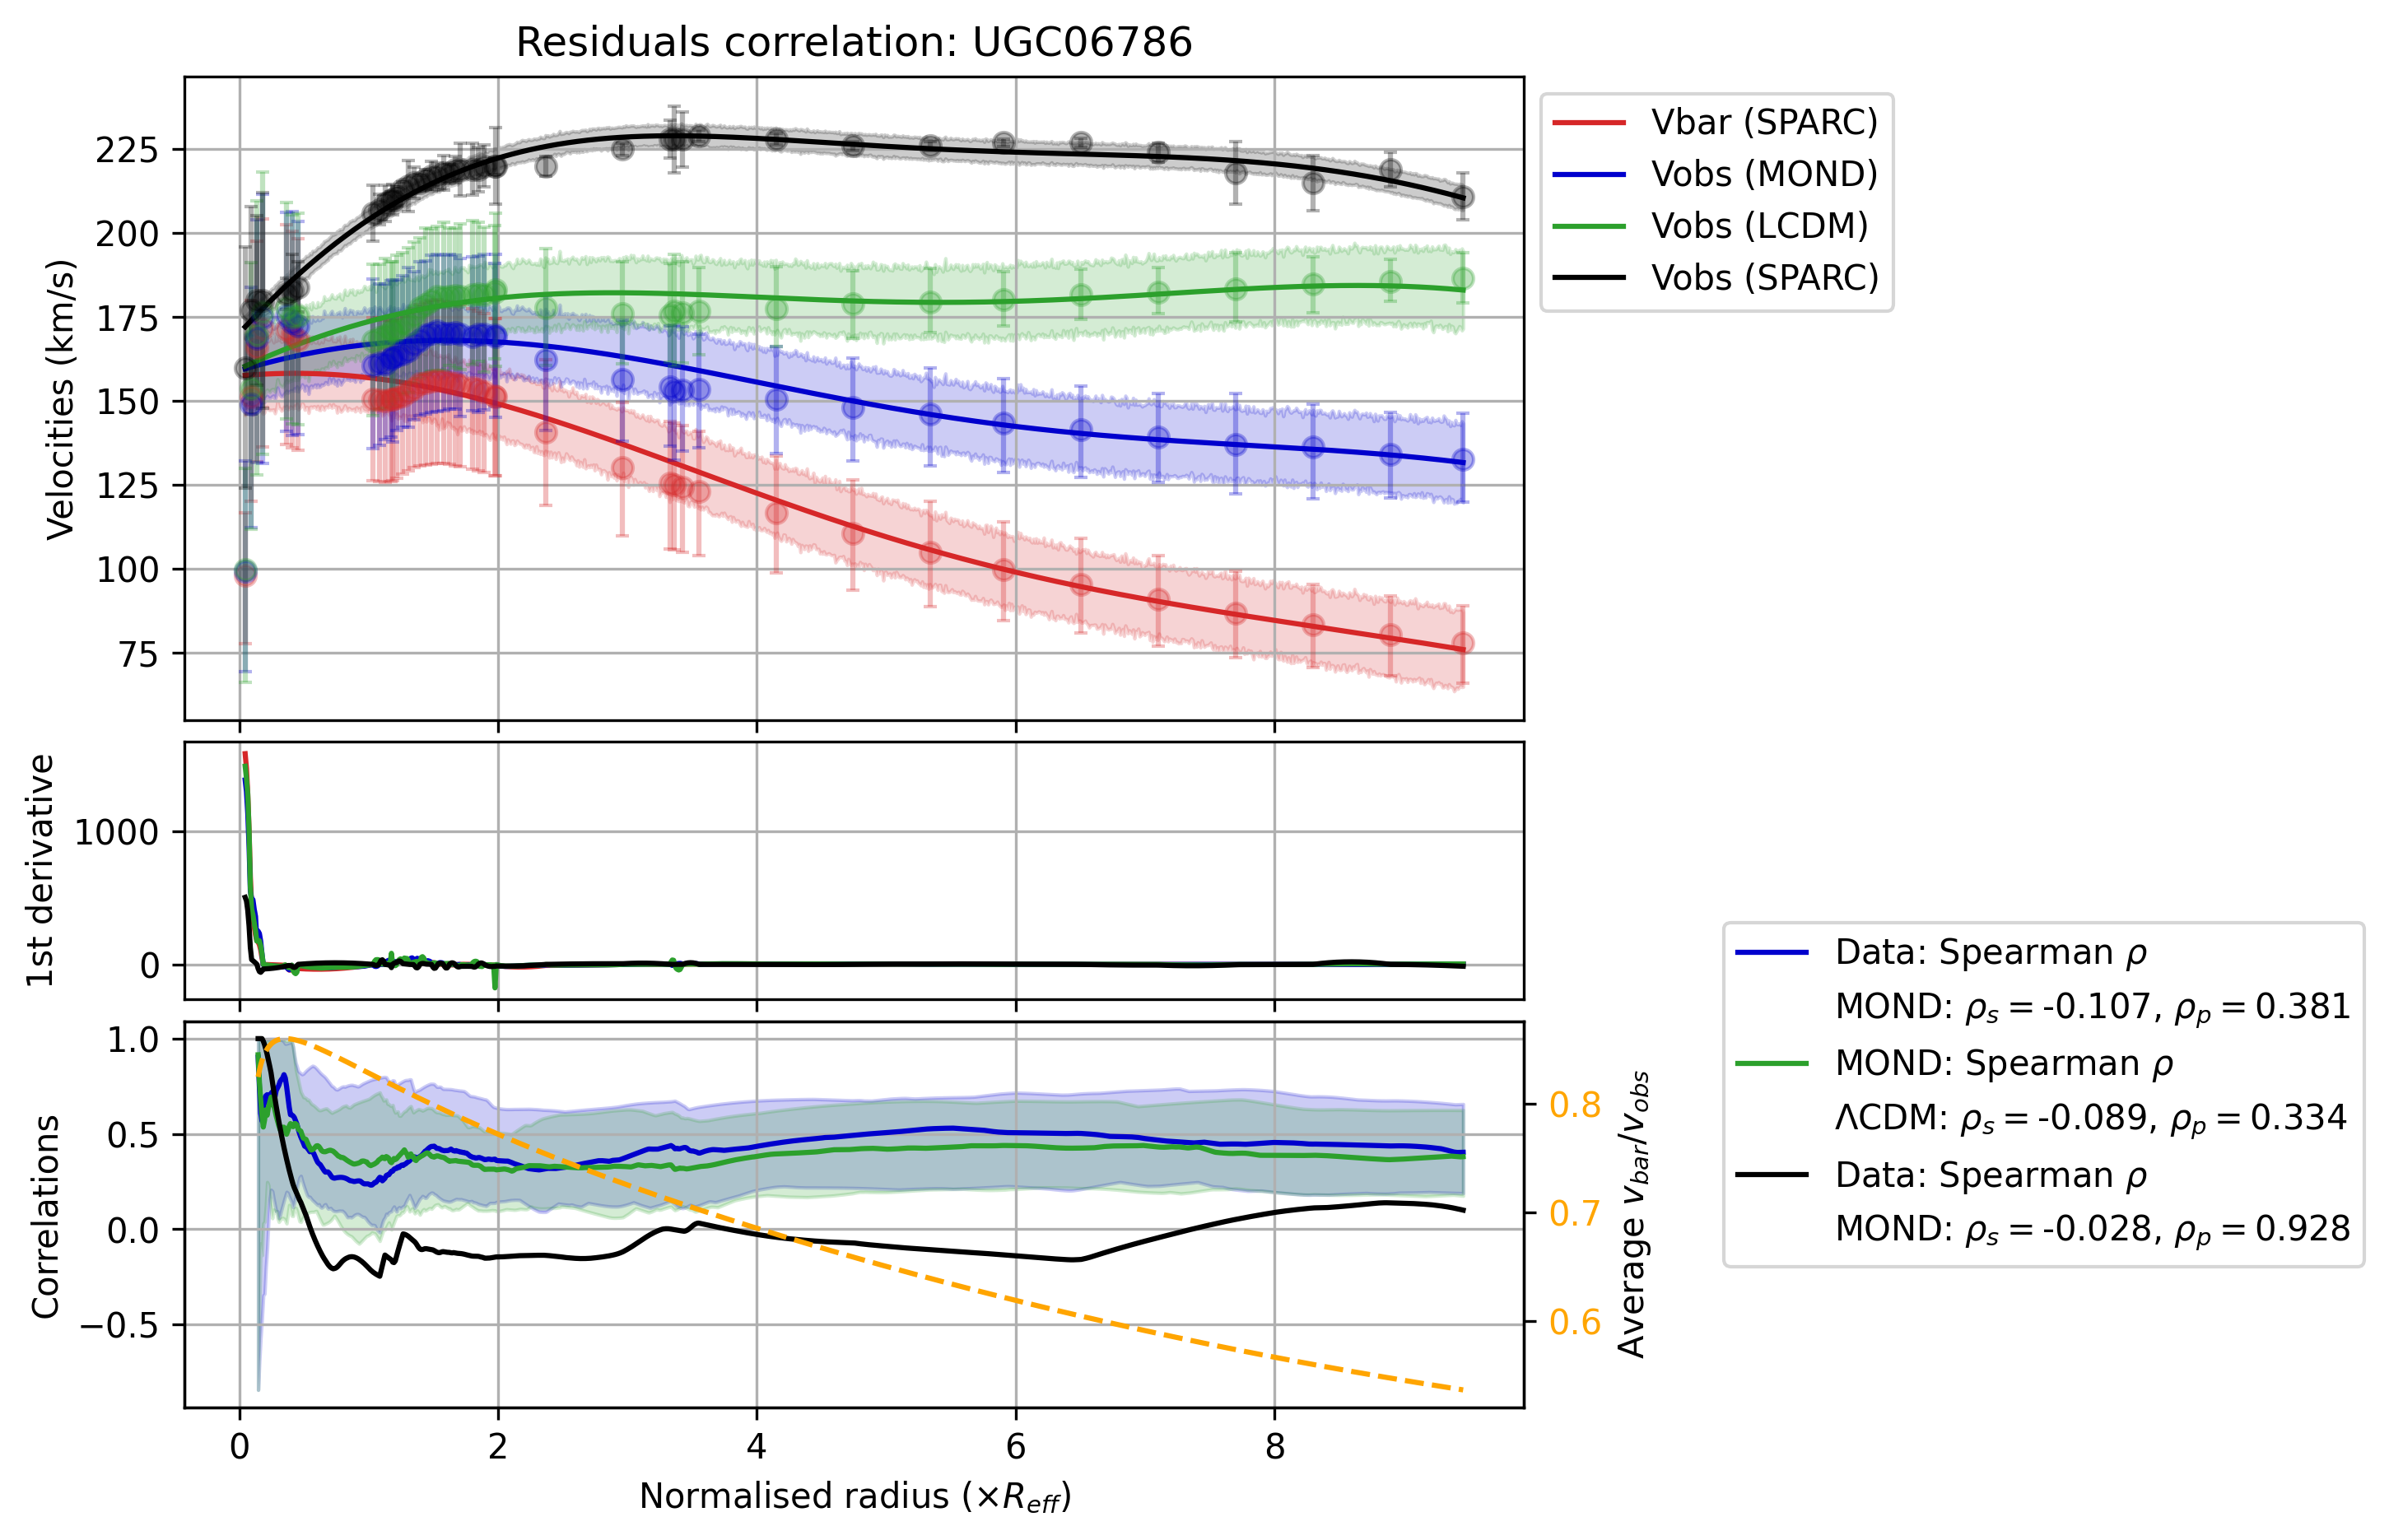 Residuals correlation: UGC06786
Velocities (km/s)
225
200
175
150
125
100
75
Vbar (SPARC)
Vobs (MOND)
Vobs (LCDM)
Vobs (SPARC)
1st derivative
1000
0
Correlations
1.0
0.5
0.0
−0.5
0.8
0.7
0.6
Average v_bar/v_obs
Data: Spearman ρ
MOND: ρ_s = -0.107, ρ_p = 0.381
MOND: Spearman ρ
ΛCDM: ρ_s = -0.089, ρ_p = 0.334
Data: Spearman ρ
MOND: ρ_s = -0.028, ρ_p = 0.928
0 2 4 6 8
Normalised radius (×R_eff)